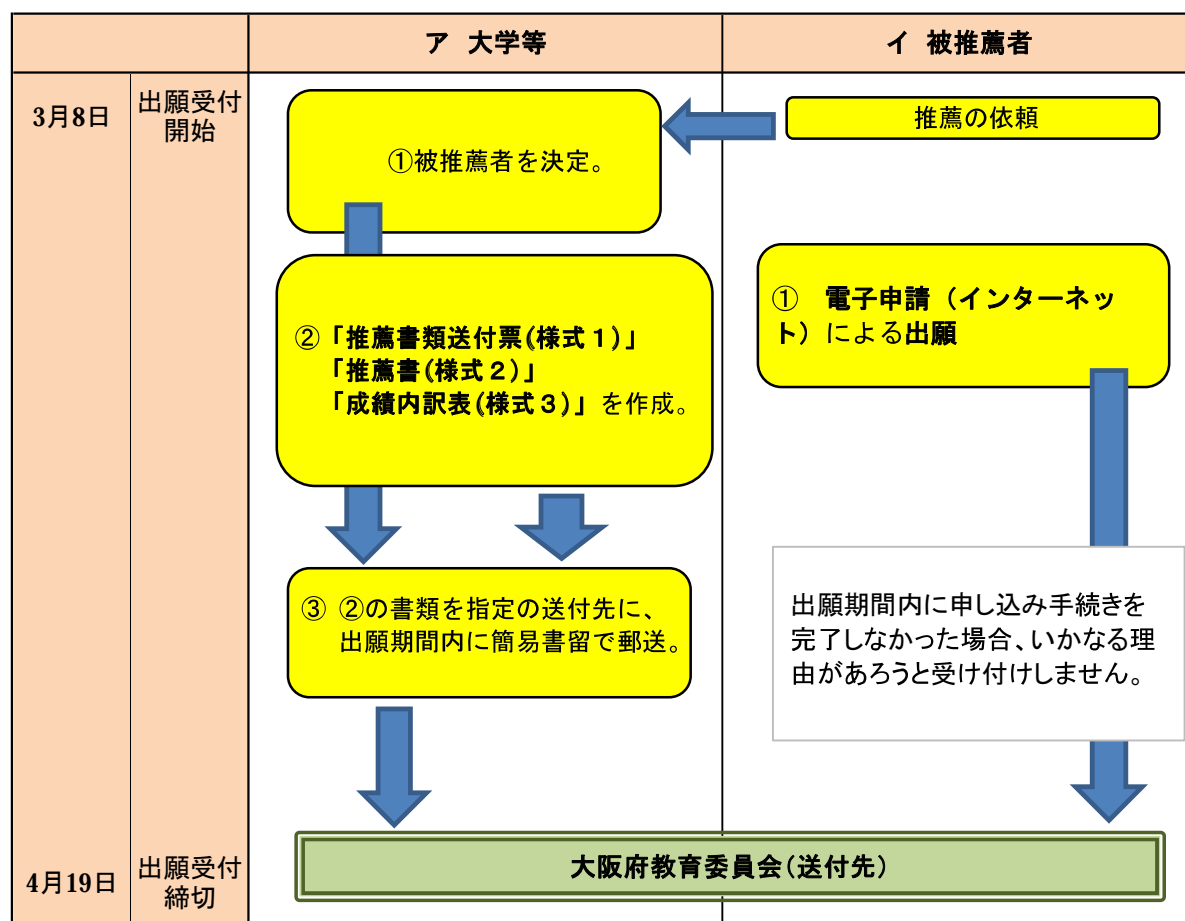 ア 大学等
イ 被推薦者
3月8日
出願受付
開始
推薦の依頼
①被推薦者を決定。
① 電子申請（インターネッ
ト）による出願
②「推薦書類送付票(様式１)」
「推薦書(様式２)」
「成績内訳表(様式３)」を作成。
③ ②の書類を指定の送付先に、
出願期間内に簡易書留で郵送。
出願期間内に申し込み手続きを
完了しなかった場合、いかなる理
由があろうと受け付けしません。
4月19日
出願受付
締切
大阪府教育委員会（送付先）